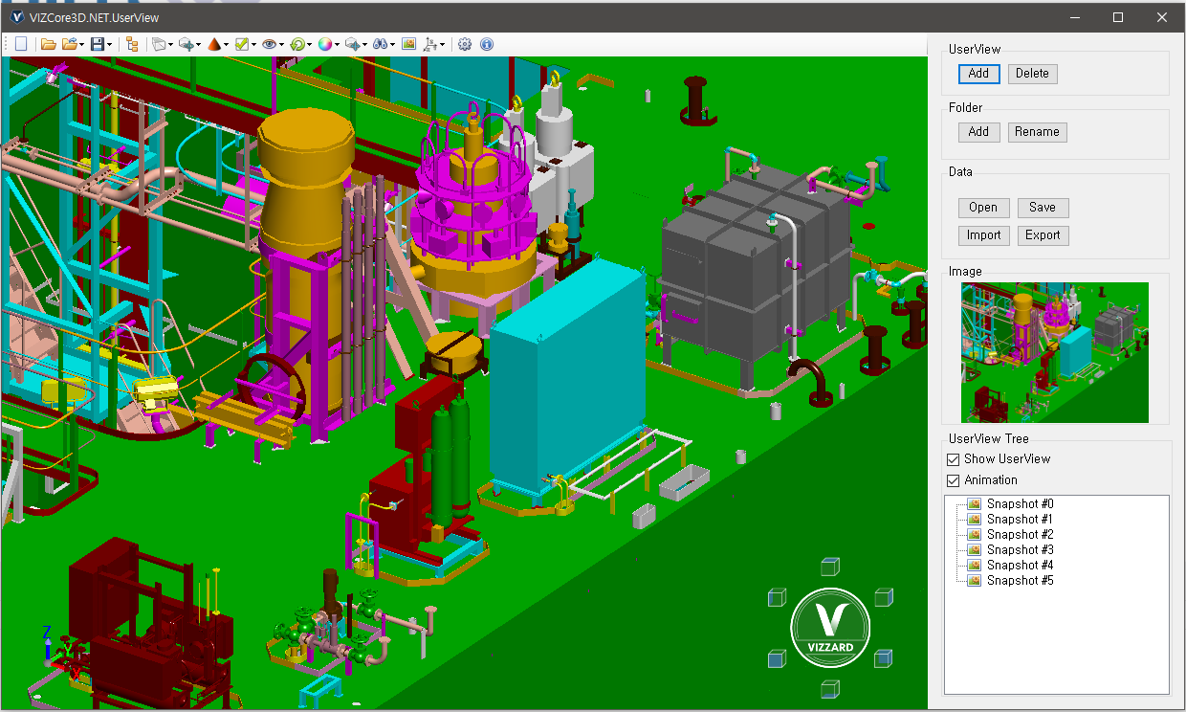 VIZCore3D.NET.UserView
UserView
Add Delete
Folder
Add Rename
Data
Open Save
Import Export
Image
UserView Tree
Show UserView
Animation
Snapshot #0
Snapshot #1
Snapshot #2
Snapshot #3
Snapshot #4
Snapshot #5
VIZZARD
Z